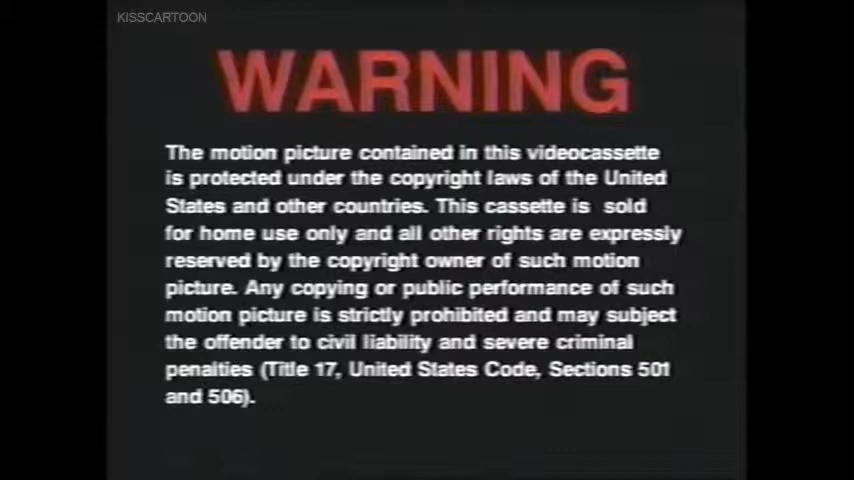 KISSCARTOON
WARNING
The motion picture contained in this videocassette
is protected under the copyright laws of the United
States and other countries. This cassette is sold
for home use only and all other rights are expressly
reserved by the copyright owner of such motion
picture. Any copying or public performance of such
motion picture is strictly prohibited and may subject
the offender to civil liability and severe criminal
penalties (Title 17, United States Code, Sections 501
and 506).